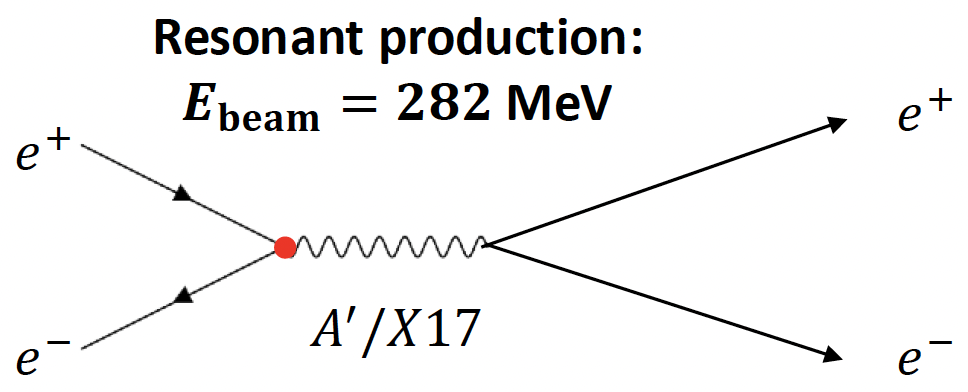 Resonant production:
E_beam = 282 MeV
e⁺
e⁺
A′/X17
e⁻
e⁻